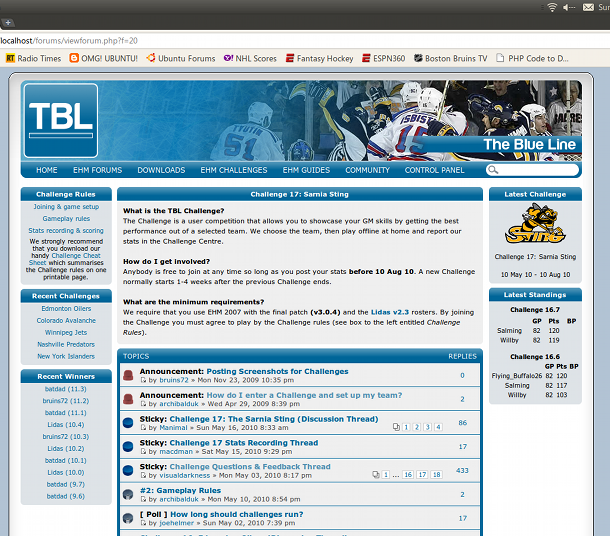 Sun
localhost/forums/viewforum.php?f=20
Radio Times
OMG! UBUNTU!
Ubuntu Forums
NHL Scores
Fantasy Hockey
ESPN360
Boston Bruins TV
PHP Code to D...
TBL
The Blue Line
HOME EHM FORUMS DOWNLOADS EHM CHALLENGES EHM GUIDES COMMUNITY CONTROL PANEL
Challenge Rules
Joining & game setup
Gameplay rules
Stats recording & scoring
We strongly recommend
that you download our
handy Challenge Cheat
Sheet which summarises
the Challenge rules on one
printable page.
Recent Challenges
Edmonton Oilers
Colorado Avalanche
Winnipeg Jets
Nashville Predators
New York Islanders
Recent Winners
batdad (11.3)
bruins72 (11.2)
batdad (11.1)
Lidas (10.4)
bruins72 (10.3)
Lidas (10.2)
batdad (10.1)
Lidas (10.0)
batdad (9.7)
batdad (9.6)
Challenge 17: Sarnia Sting
What is the TBL Challenge?
The Challenge is a user competition that allows you to showcase your GM skills by getting the best
performance out of a selected team. We choose the team, then play offline at home and report our
stats in the Challenge Centre.
How do I get involved?
Anybody is free to join at any time so long as you post your stats before 10 Aug 10. A new Challenge
normally starts 1-4 weeks after the previous Challenge ends.
What are the minimum requirements?
We require that you use EHM 2007 with the final patch (v3.0.4) and the Lidas v2.3 rosters. By joining
the Challenge you must agree to play by the Challenge rules (see box to the left entitled Challenge
Rules).
TOPICS REPLIES
Announcement: Posting Screenshots for Challenges
by bruins72 » Mon Nov 23, 2009 10:35 pm
0
Announcement: How do I enter a Challenge and set up my team?
by archibalduk » Wed Apr 29, 2009 8:39 pm
2
Sticky: Challenge 17: The Sarnia Sting (Discussion Thread)
by Manimal » Sun May 16, 2010 8:33 am
1 2 3 4
86
Sticky: Challenge 17 Stats Recording Thread
by macdman » Sat May 15, 2010 9:29 pm
17
Sticky: Challenge Questions & Feedback Thread
by visualdarkness » Mon May 03, 2010 8:17 pm
1 ... 16 17 18
433
#2: Gameplay Rules
by archibalduk » Mon May 10, 2010 8:54 pm
2
[ Poll ] How long should challenges run?
by joehelmer » Sun May 02, 2010 7:39 pm
17
Latest Challenge
STING
Challenge 17: Sarnia Sting
10 May 10 - 10 Aug 10
Latest Standings
Challenge 16.7
GP Pts BP
Salming 82 120
Willby 82 119
Challenge 16.6
GP Pts BP
Flying_Buffalo26 82 120
Salming 82 117
Willby 82 103